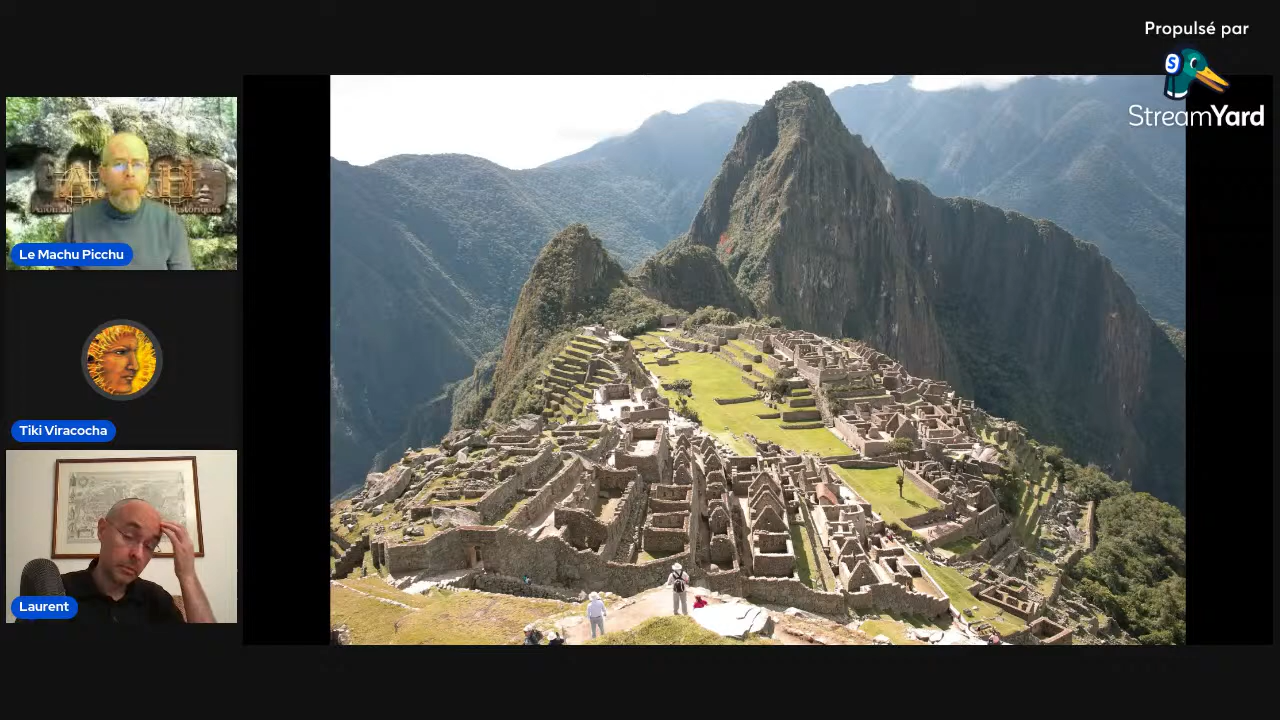 Propulsé par
StreamYard
Le Machu Picchu
Tiki Viracocha
Laurent